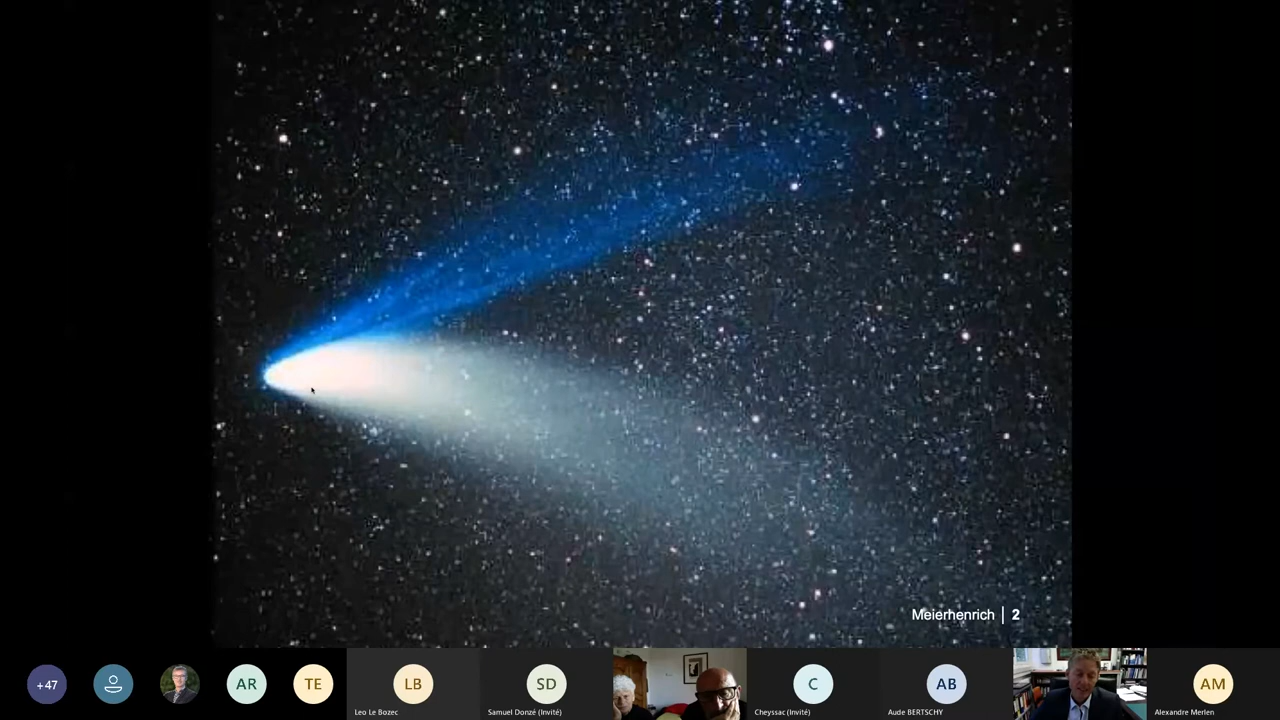 Meierhenrich | 2
+47
AR
TE
LB
Leo Le Bozec
SD
Samuel Donzé (Invité)
C
Cheyssac (Invité)
AB
Aude BERTSCHY
AM
Alexandre Merlen